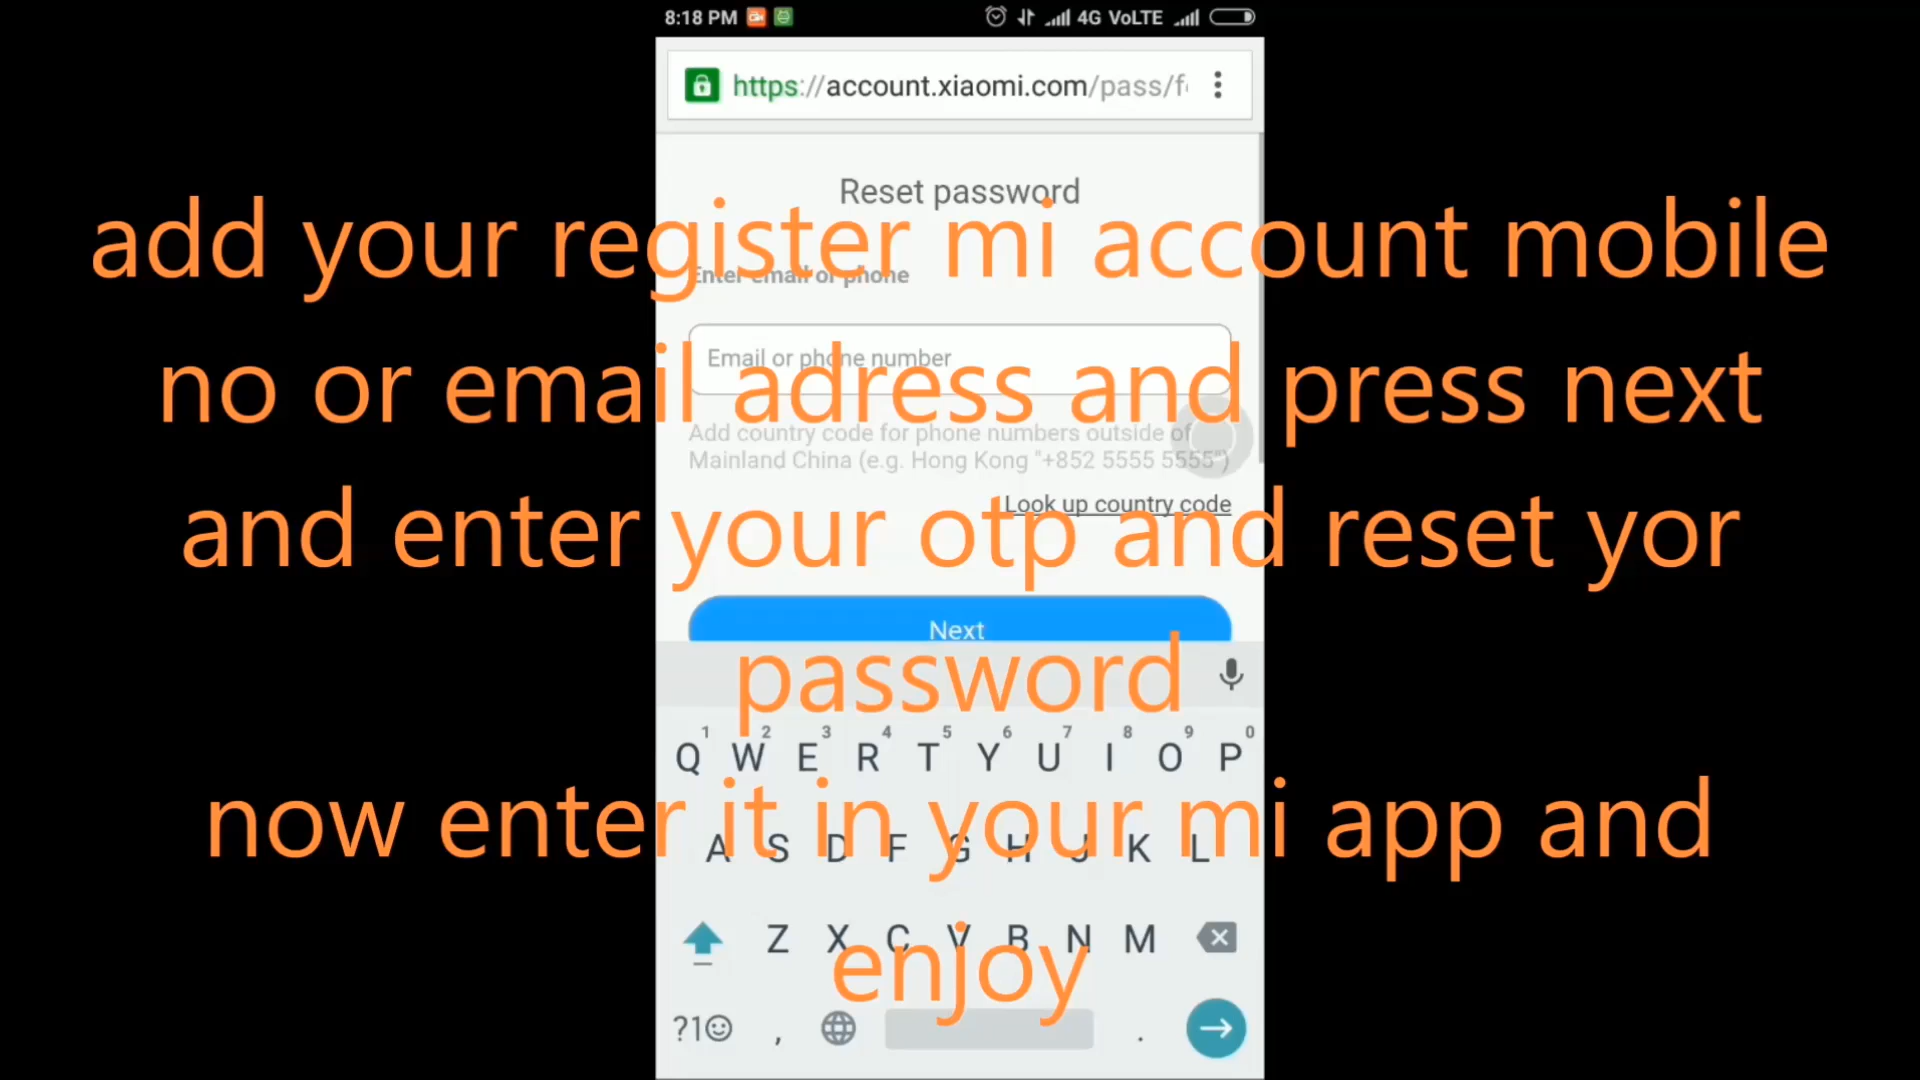 8:18 PM 4G VoLTE
https://account.xiaomi.com/pass/f
Reset password
add your register mi account mobile
Enter email or phone
Email or phone number
no or email adress and press next
Add country code for phone numbers outside of
Mainland China (e.g. Hong Kong "+852 5555 5555")
Look up country code
and enter your otp and reset yor
Next
password
1 2 3 4 5 6 7 8 9 0
Q W E R T Y U I O P
now enter it in your mi app and
A S D F G H J K L
Z X C V B N M
enjoy
?1☺ , .